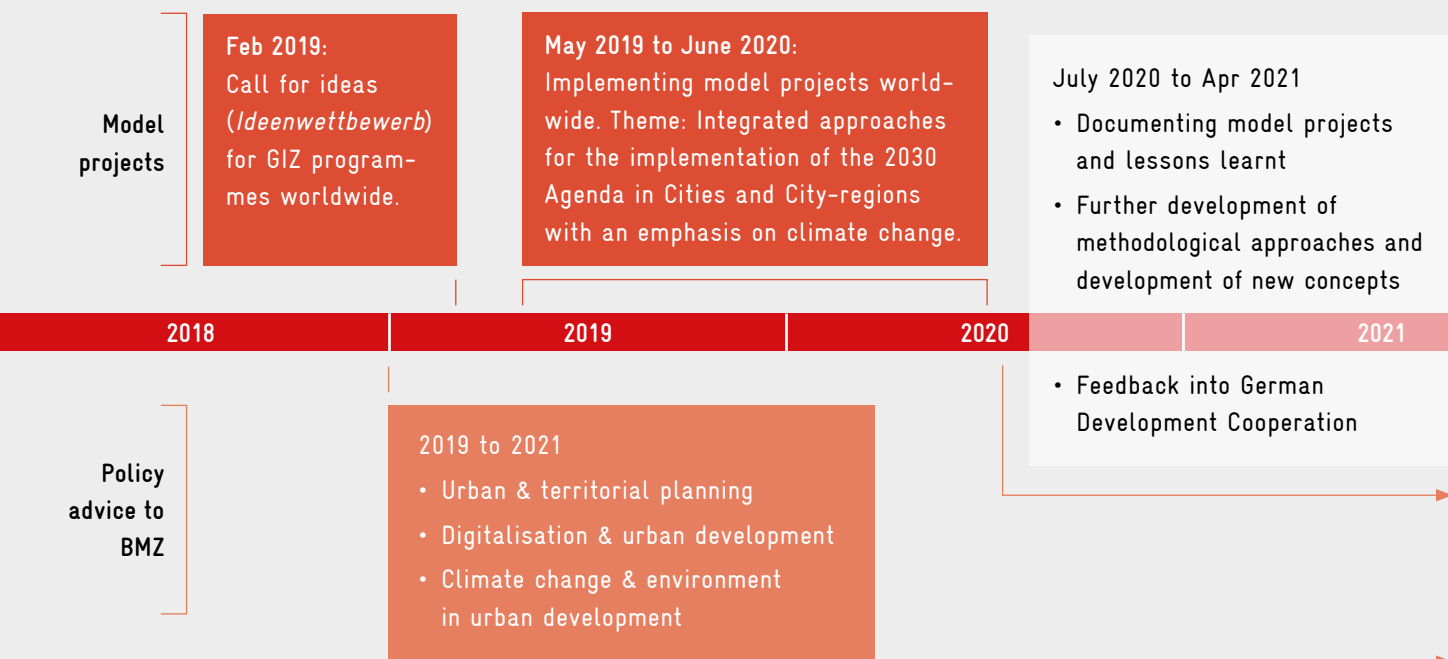 Model
projects
Feb 2019:
Call for ideas
(Ideenwettbewerb)
for GIZ program-
mes worldwide.
May 2019 to June 2020:
Implementing model projects world-
wide. Theme: Integrated approaches
for the implementation of the 2030
Agenda in Cities and City-regions
with an emphasis on climate change.
July 2020 to Apr 2021
• Documenting model projects
and lessons learnt
• Further development of
methodological approaches and
development of new concepts
2018
2019
2020
2021
• Feedback into German
Development Cooperation
Policy
advice to
BMZ
2019 to 2021
• Urban & territorial planning
• Digitalisation & urban development
• Climate change & environment
in urban development